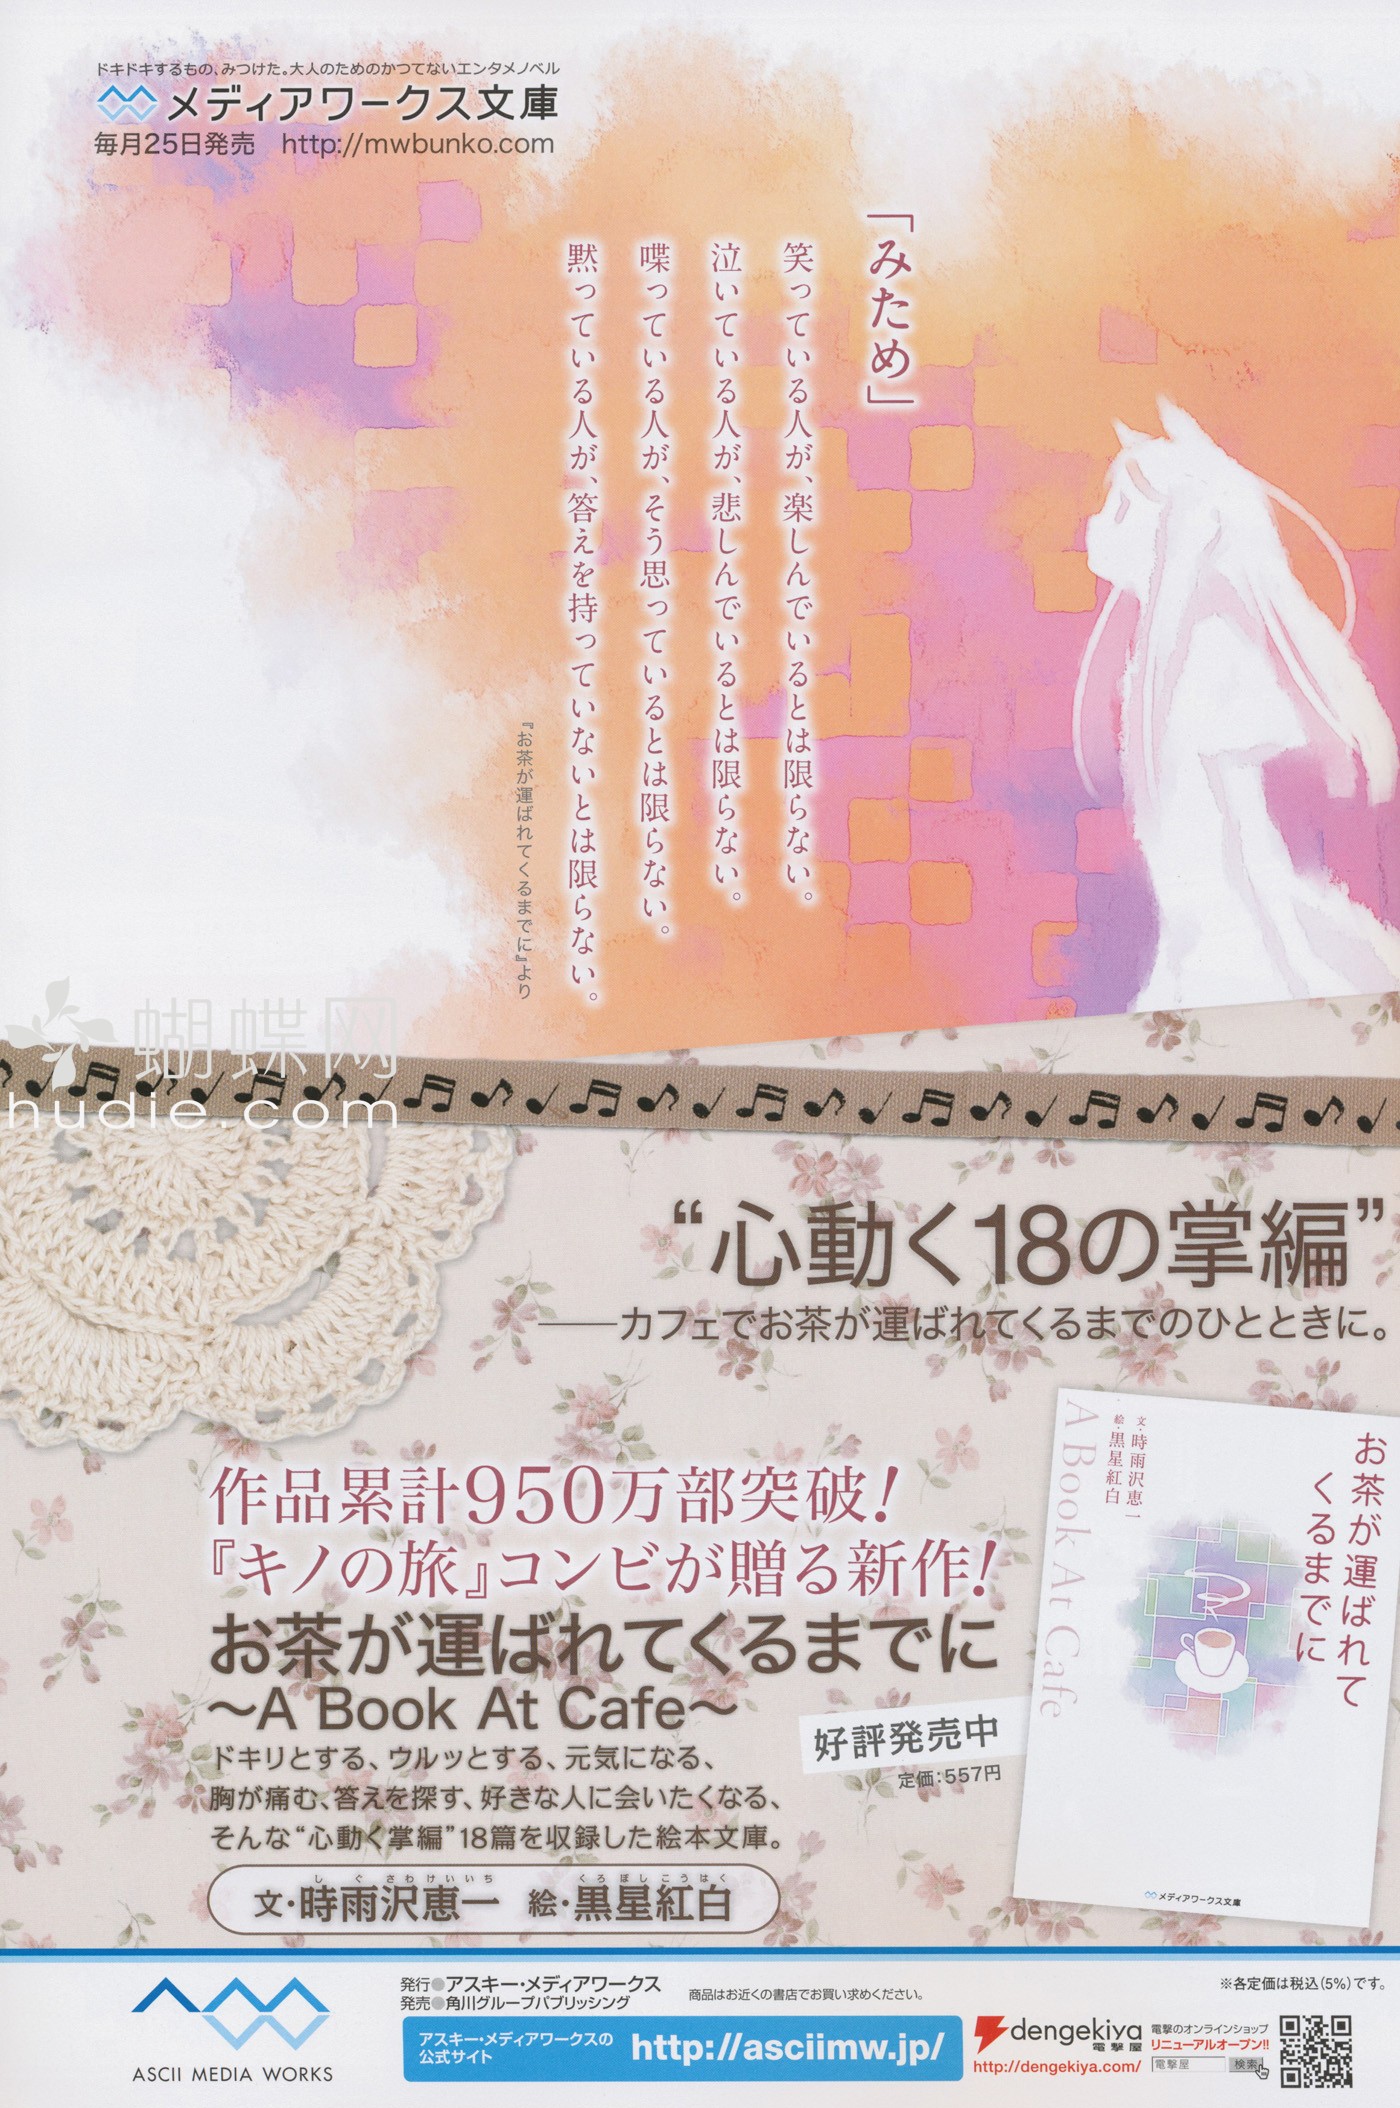 ドキドキするもの、みつけた。大人のためのかつてないエンタメノベル
メディアワークス文庫
毎月25日発売 http://mwbunko.com
「みため」
笑っている人が、楽しんでいるとは限らない。
泣いている人が、悲しんでいるとは限らない。
喋っている人が、そう思っているとは限らない。
黙っている人が、答えを持っていないとは限らない。
『お茶が運ばれてくるまでに』より
蝴蝶网
hudie.com
“心動く18の掌編”
──カフェでお茶が運ばれてくるまでのひとときに。
作品累計950万部突破!
『キノの旅』コンビが贈る新作!
お茶が運ばれてくるまでに
～A Book At Cafe～
ドキリとする、ウルッとする、元気になる、
胸が痛む、答えを探す、好きな人に会いたくなる、
そんな“心動く掌編”18篇を収録した絵本文庫。
しぐさわけいいち くろぼしこうはく
文・時雨沢恵一 絵・黒星紅白
好評発売中
定価:557円
お茶が運ばれて
くるまでに
文・時雨沢恵一
絵・黒星紅白
A Book At Cafe
メディアワークス文庫
ASCII MEDIA WORKS
発行●アスキー・メディアワークス
発売●角川グループパブリッシング
商品はお近くの書店でお買い求めください。
※各定価は税込(5%)です。
アスキー・メディアワークスの
公式サイト
http://asciimw.jp/
dengekiya
電撃屋
http://dengekiya.com/
電撃のオンラインショップ
リニューアルオープン!!
電撃屋 検索